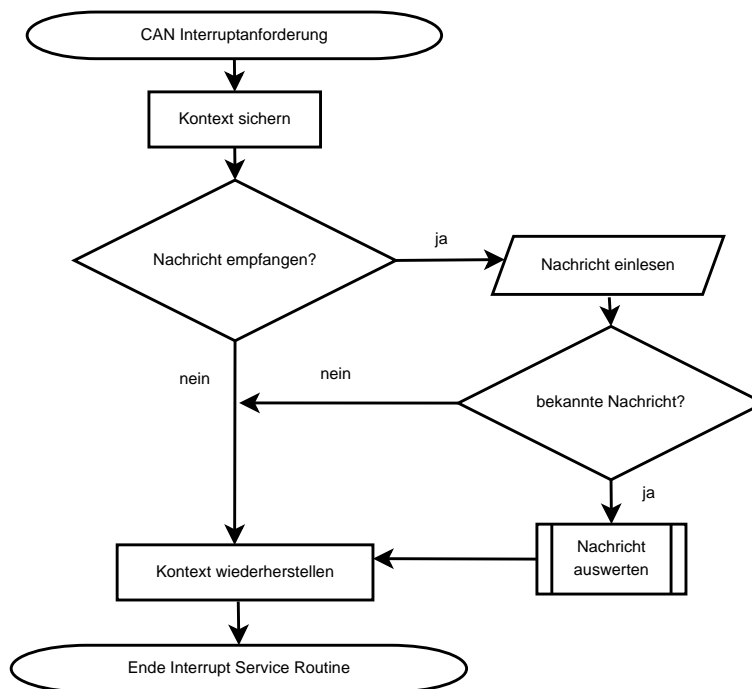 CAN Interruptanforderung
Kontext sichern
Nachricht empfangen?
ja
Nachricht einlesen
nein
nein
bekannte Nachricht?
ja
Nachricht
auswerten
Kontext wiederherstellen
Ende Interrupt Service Routine